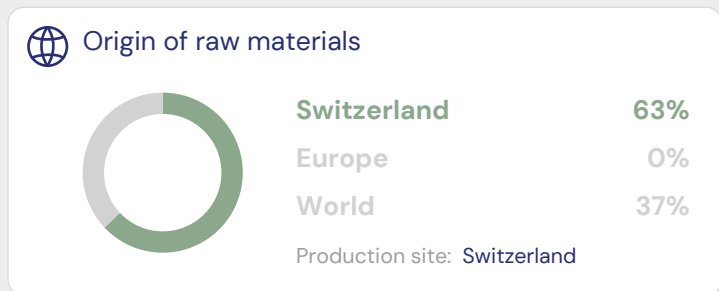 Origin of raw materials
Switzerland 63%
Europe 0%
World 37%
Production site: Switzerland